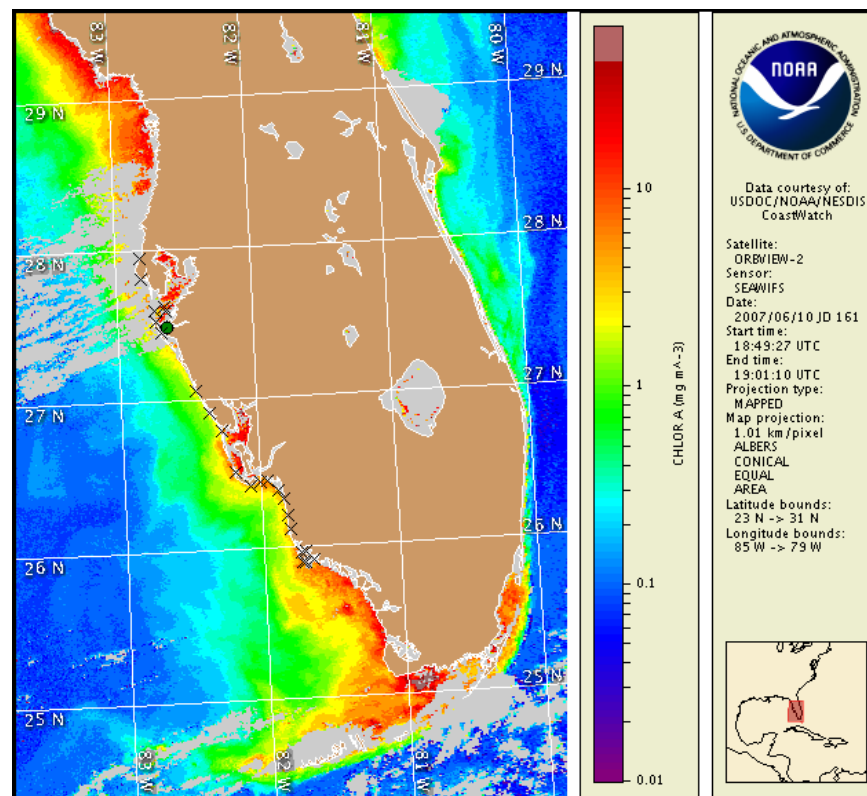 83 W
82 W
81 W
80 W
29 N
29 N
28 N
28 N
27 N
27 N
26 N
26 N
25 N
25 N
83 W
82 W
81 W
10
1
0.1
0.01
CHLOR A (mg m^-3)
NATIONAL OCEANIC AND ATMOSPHERIC ADMINISTRATION
NOAA
U.S. DEPARTMENT OF COMMERCE
Data courtesy of:
USDOC/NOAA/NESDIS
CoastWatch
Satellite:
ORBVIEW-2
Sensor:
SEAWIFS
Date:
2007/06/10 JD 161
Start time:
18:49:27 UTC
End time:
19:01:10 UTC
Projection type:
MAPPED
Map projection:
1.01 km/pixel
ALBERS
CONICAL
EQUAL
AREA
Latitude bounds:
23 N -> 31 N
Longitude bounds:
85 W -> 79 W